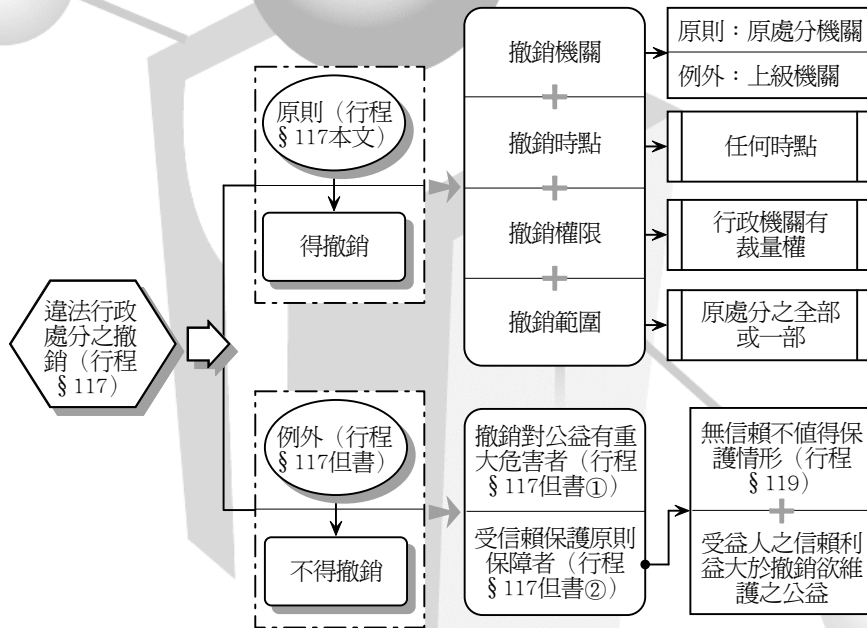 違法行政
處分之撤
銷（行程
§117）
原則（行程
§117本文）
得撤銷
撤銷機關
原則：原處分機關
例外：上級機關
撤銷時點
任何時點
撤銷權限
行政機關有
裁量權
撤銷範圍
原處分之全部
或一部
例外（行程
§117但書）
不得撤銷
撤銷對公益有重
大危害者（行程
§117但書①）
受信賴保護原則
保障者（行程
§117但書②）
無信賴不值得保
護情形（行程
§119）
受益人之信賴利
益大於撤銷欲維
護之公益